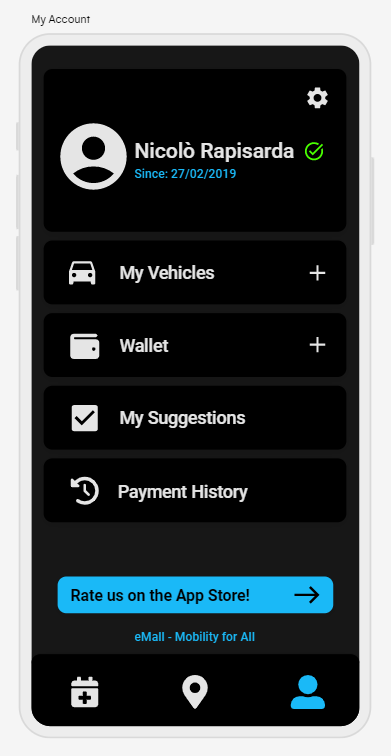 My Account
Nicolò Rapisarda
Since: 27/02/2019
My Vehicles
Wallet
My Suggestions
Payment History
Rate us on the App Store!
eMall - Mobility for All